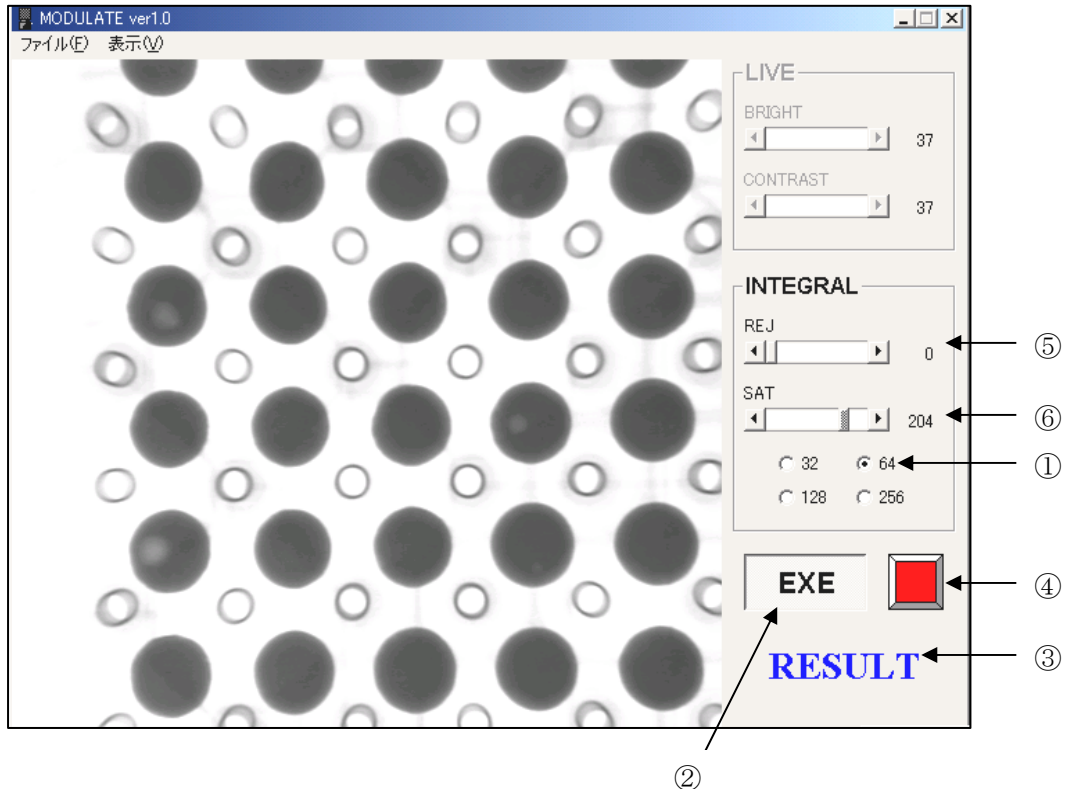 MODULATE ver1.0
ファイル(F) 表示(V)
LIVE
BRIGHT
37
CONTRAST
37
INTEGRAL
REJ
0 ⑤
SAT
204 ⑥
32 64 ①
128 256
EXE ④
RESULT ③
②